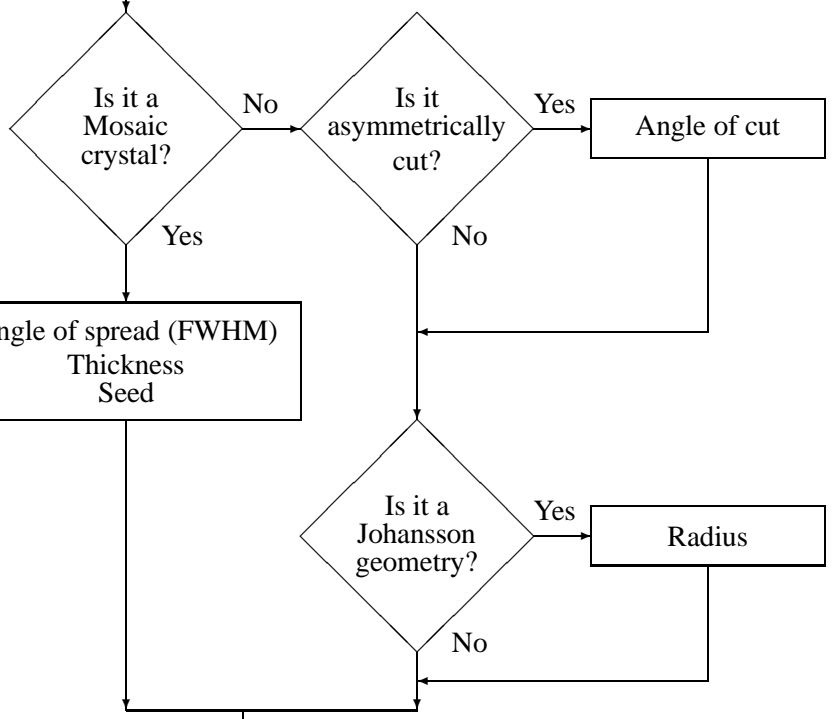 Is it a
Mosaic
crystal?
No
Is it
asymmetrically
cut?
Yes
Angle of cut
Yes
No
ngle of spread (FWHM)
Thickness
Seed
Is it a
Johansson
geometry?
Yes
Radius
No